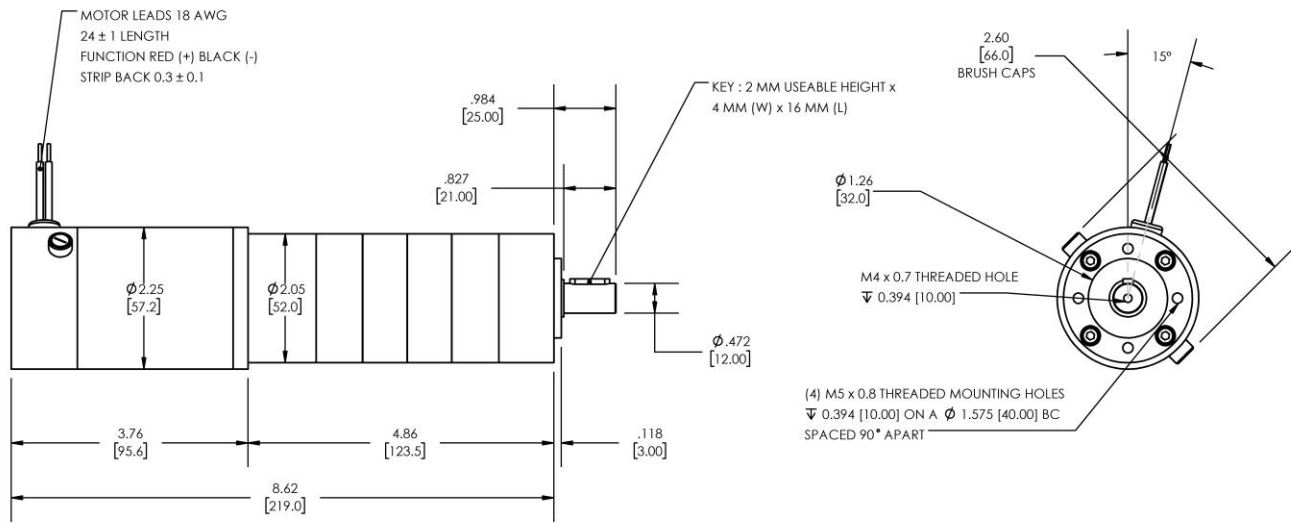 MOTOR LEADS 18 AWG
24 ± 1 LENGTH
FUNCTION RED (+) BLACK (-)
STRIP BACK 0.3 ± 0.1
.984
[25.00]
KEY : 2 MM USEABLE HEIGHT x
4 MM (W) x 16 MM (L)
.827
[21.00]
Ø2.25
[57.2]
Ø2.05
[52.0]
Ø.472
[12.00]
3.76
[95.6]
4.86
[123.5]
.118
[3.00]
8.62
[219.0]
2.60
[66.0]
BRUSH CAPS
15°
Ø1.26
[32.0]
M4 x 0.7 THREADED HOLE
↧ 0.394 [10.00]
(4) M5 x 0.8 THREADED MOUNTING HOLES
↧ 0.394 [10.00] ON A Ø 1.575 [40.00] BC
SPACED 90° APART